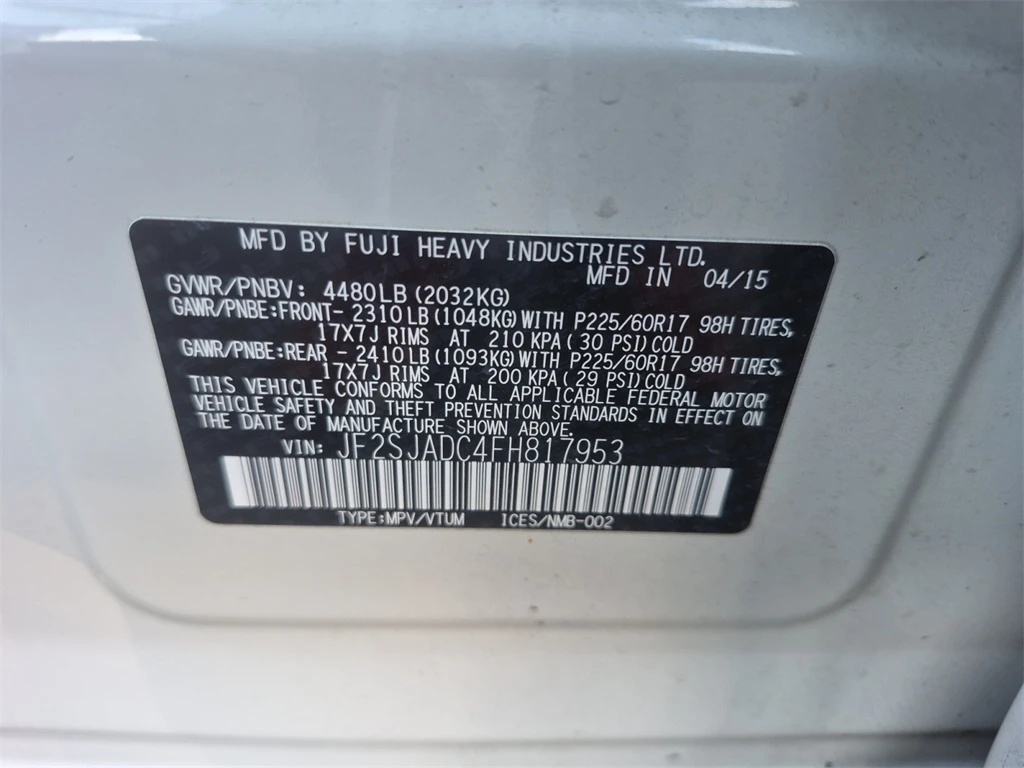 MFD BY FUJI HEAVY INDUSTRIES LTD.
MFD IN 04/15
GVWR/PNBV: 4480LB(2032KG)
GAWR/PNBE:FRONT- 2310LB(1048KG)WITH P225/60R17 98H TIRES,
17X7J RIMS AT 210 KPA( 30 PSI)COLD
GAWR/PNBE:REAR - 2410LB(1093KG)WITH P225/60R17 98H TIRES,
17X7J RIMS AT 200 KPA( 29 PSI)COLD
THIS VEHICLE CONFORMS TO ALL APPLICABLE FEDERAL MOTOR
VEHICLE SAFETY AND THEFT PREVENTION STANDARDS IN EFFECT ON
THE DATE OF MANUFACTURE SHOWN ABOVE.
VIN: JF2SJADC4FH817953
TYPE:MPV/VTUM ICES/NMB-002